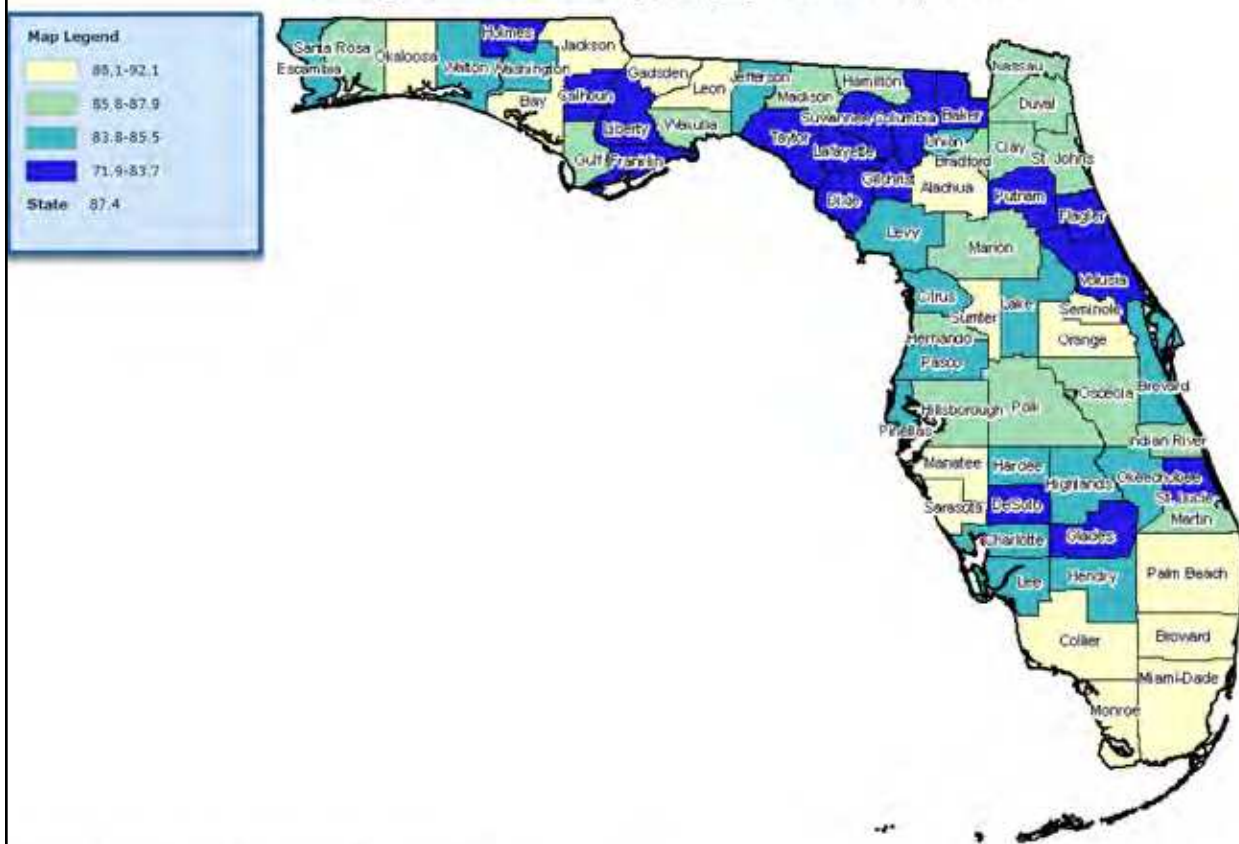 Map Legend
88.1-92.1
85.8-87.9
83.8-85.5
71.9-83.7
State 87.4
Holmes
Jackson
Santa Rosa
Okaloosa
Escambia
Walton
Washington
Bay
Calhoun
Gadsden
Leon
Jefferson
Madison
Hamilton
Liberty
Wakulla
Gulf
Franklin
Taylor
Suwannee
Columbia
Baker
Nassau
Duval
Lafayette
Union
Bradford
Clay
St. Johns
Gilchrist
Dixie
Alachua
Putnam
Flagler
Levy
Marion
Volusia
Citrus
Sumter
Lake
Seminole
Orange
Hernando
Pasco
Brevard
Osceola
Hillsborough
Polk
Pinellas
Indian River
Manatee
Hardee
Highlands
Okeechobee
St. Lucie
Sarasota
DeSoto
Martin
Charlotte
Glades
Lee
Hendry
Palm Beach
Collier
Broward
Miami-Dade
Monroe